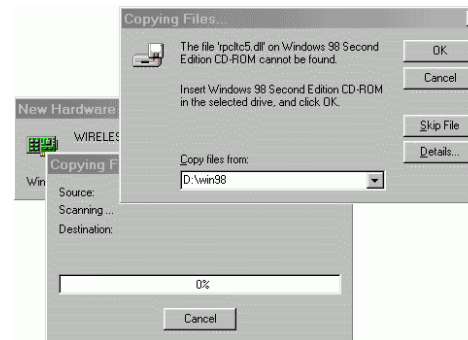 Copying Files...
The file 'rpcltc5.dll' on Windows 98 Second
Edition CD-ROM cannot be found.
Insert Windows 98 Second Edition CD-ROM
in the selected drive, and click OK.
Copy files from:
D:\win98
OK
Cancel
Skip File
Details...
New Hardware
WIRELES
Win
Copying F
Source:
Scanning ...
Destination:
0%
Cancel